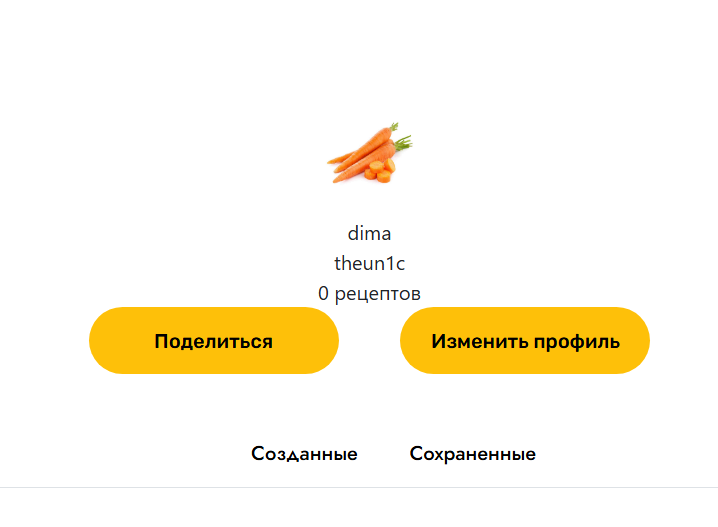 dima
theun1c
0 рецептов
Поделиться Изменить профиль
Созданные Сохраненные